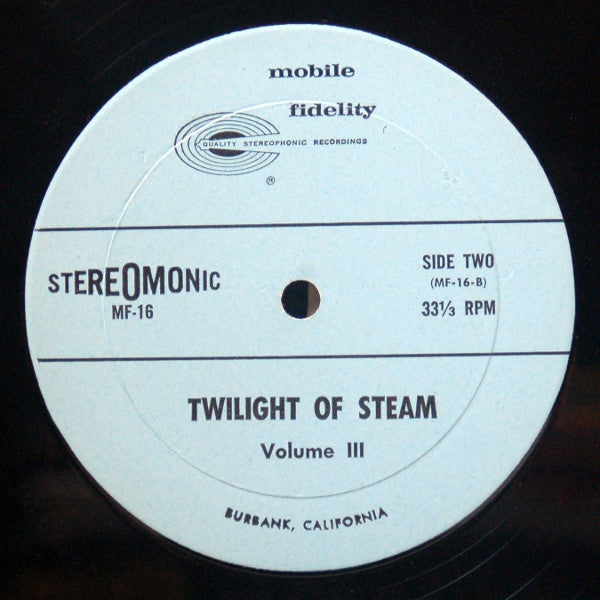 mobile
fidelity
QUALITY STEREOPHONIC RECORDINGS
®
STEREOMONIC
MF-16
SIDE TWO
(MF-16-B)
33⅓ RPM
TWILIGHT OF STEAM
Volume III
BURBANK, CALIFORNIA